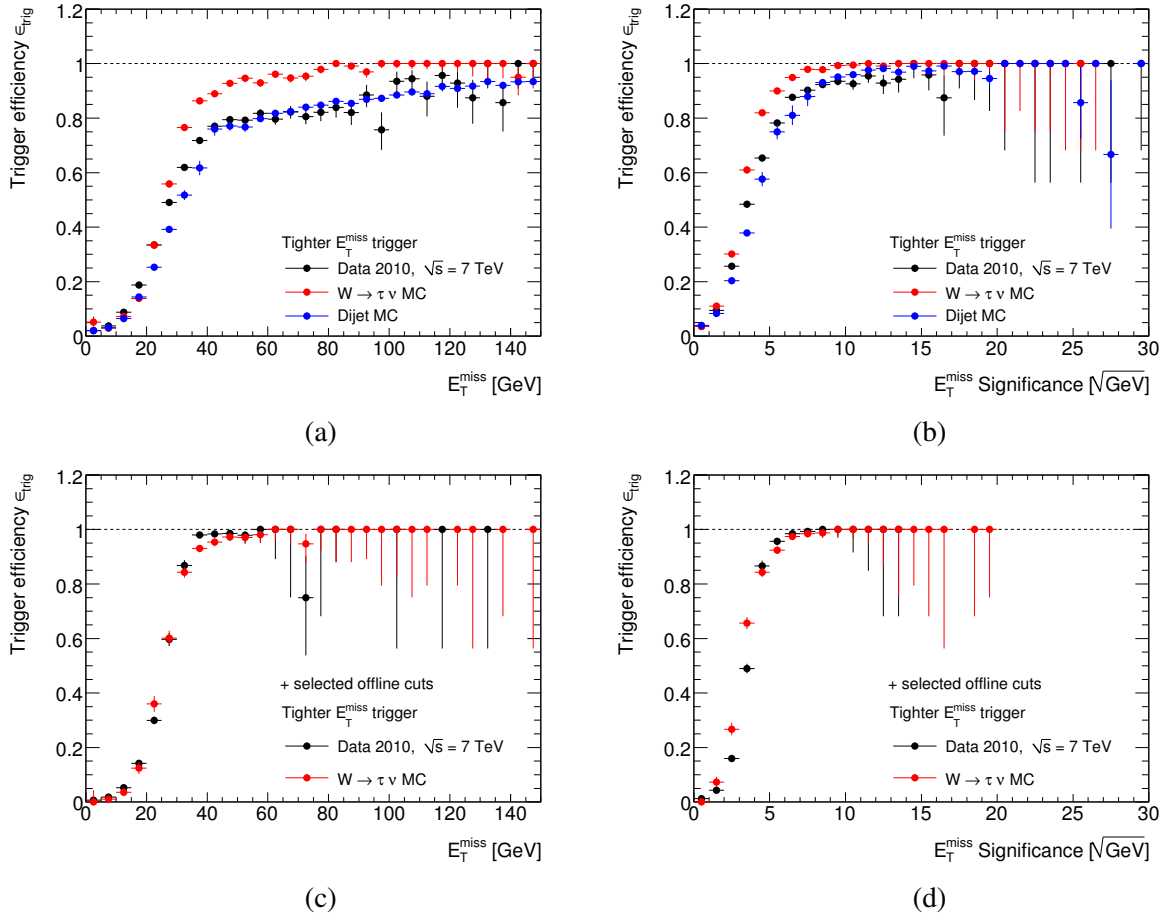 Trigger efficiency ϵtrig
1.2
1
0.8
0.6
0.4
0.2
0
Tighter E_T^miss trigger
Data 2010, √s = 7 TeV
W → τ ν MC
Dijet MC
0 20 40 60 80 100 120 140
E_T^miss [GeV]
(a)
Trigger efficiency ϵtrig
1.2
1
0.8
0.6
0.4
0.2
0
Tighter E_T^miss trigger
Data 2010, √s = 7 TeV
W → τ ν MC
Dijet MC
0 5 10 15 20 25 30
E_T^miss Significance [√GeV]
(b)
Trigger efficiency ϵtrig
1.2
1
0.8
0.6
0.4
0.2
0
+ selected offline cuts
Tighter E_T^miss trigger
Data 2010, √s = 7 TeV
W → τ ν MC
0 20 40 60 80 100 120 140
E_T^miss [GeV]
(c)
Trigger efficiency ϵtrig
1.2
1
0.8
0.6
0.4
0.2
0
+ selected offline cuts
Tighter E_T^miss trigger
Data 2010, √s = 7 TeV
W → τ ν MC
0 5 10 15 20 25 30
E_T^miss Significance [√GeV]
(d)